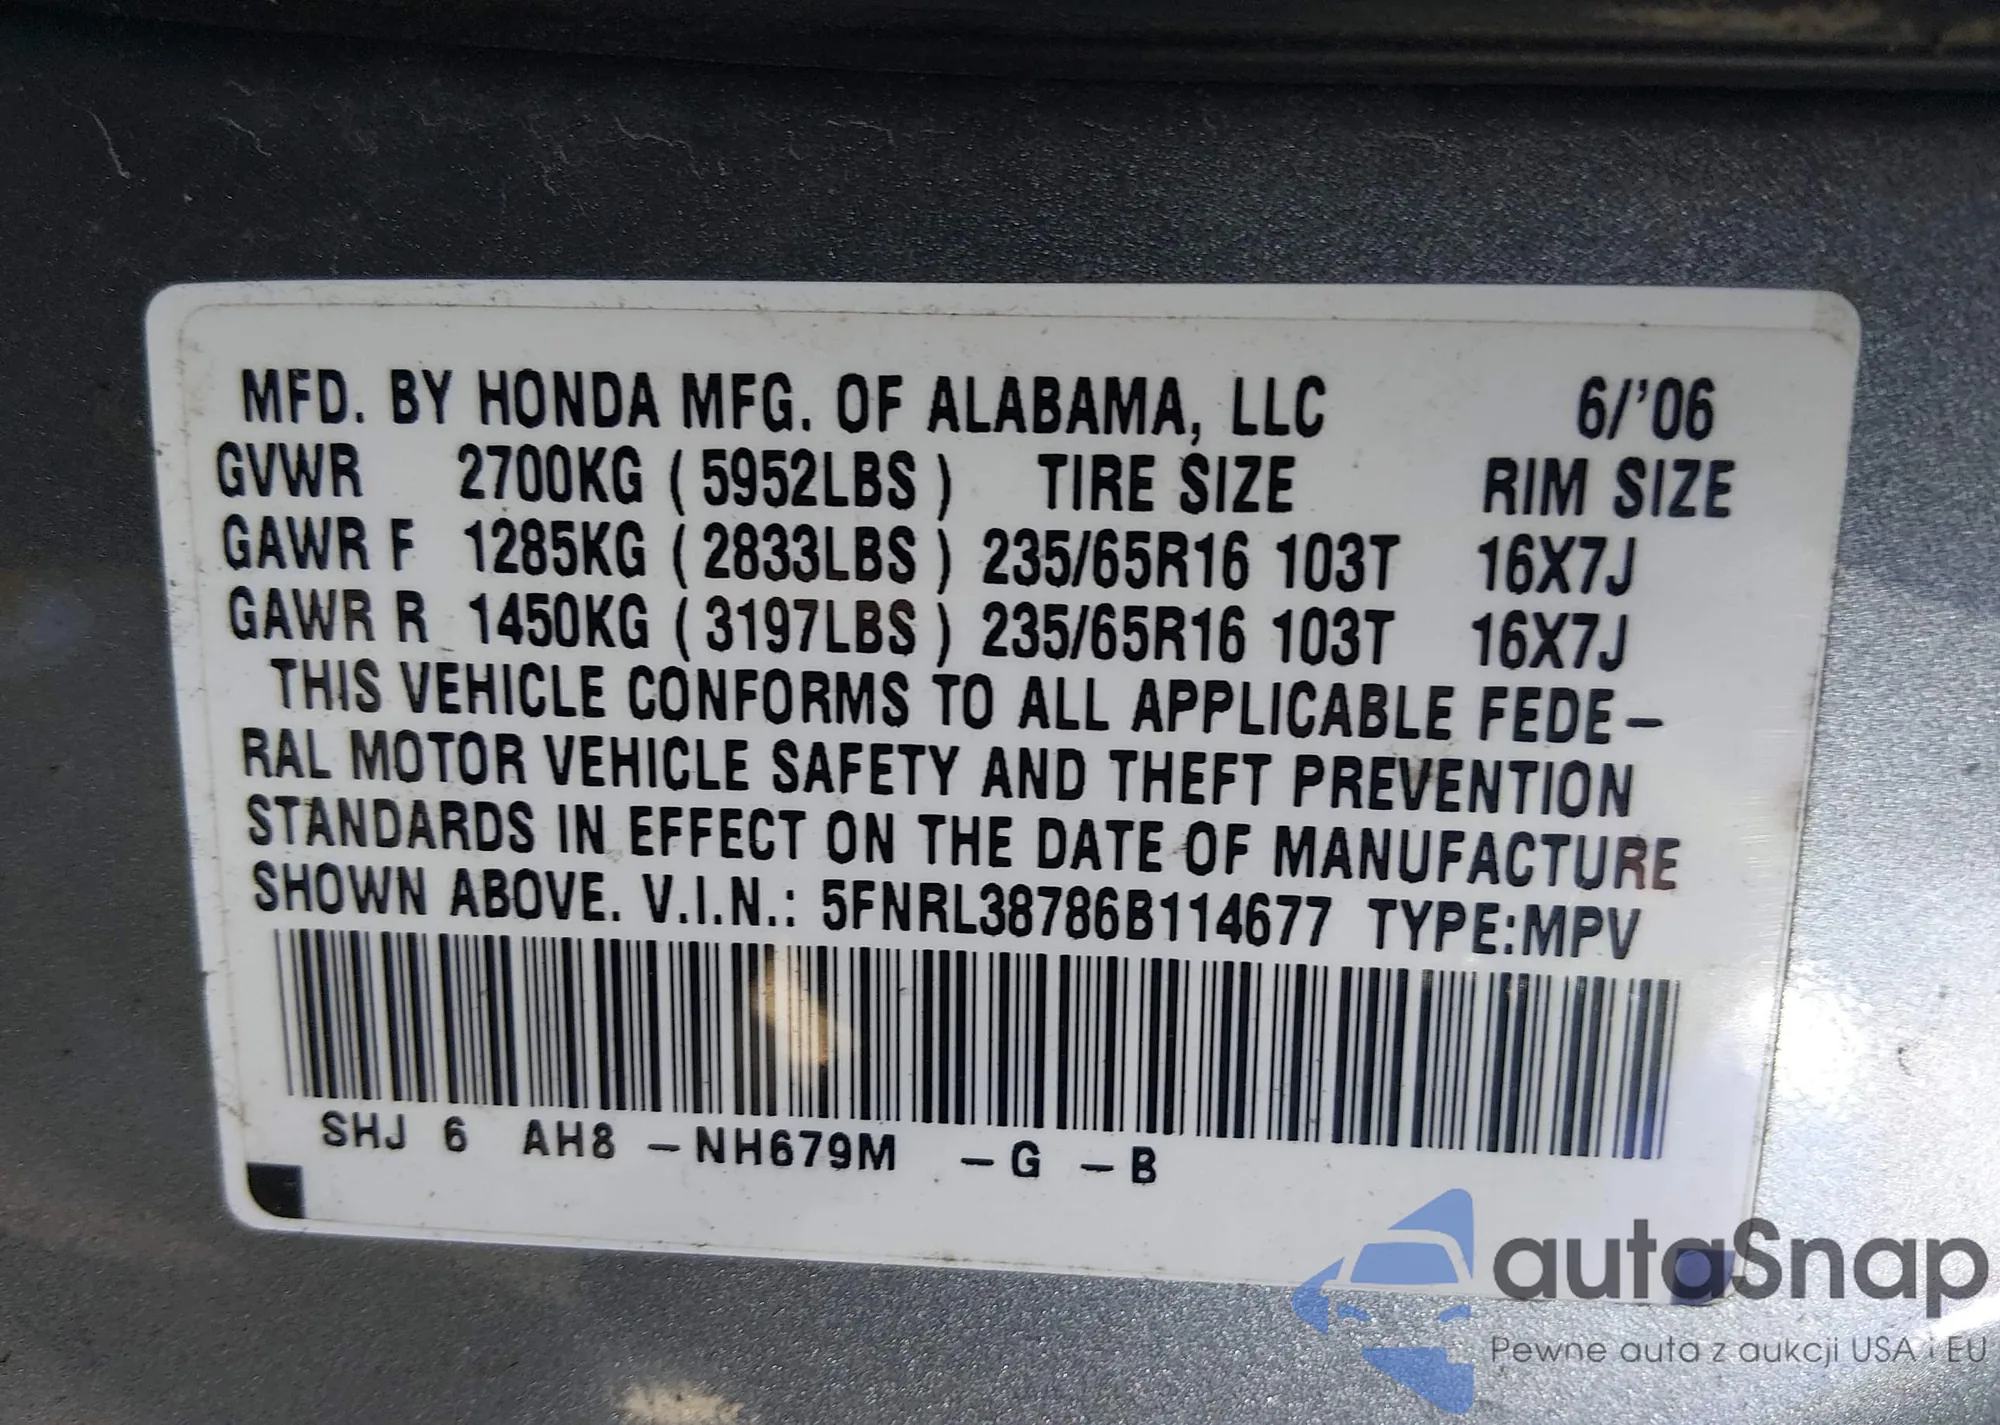 MFD. BY HONDA MFG. OF ALABAMA, LLC 6/'06
GVWR 2700KG ( 5952LBS ) TIRE SIZE RIM SIZE
GAWR F 1285KG ( 2833LBS ) 235/65R16 103T 16X7J
GAWR R 1450KG ( 3197LBS ) 235/65R16 103T 16X7J
THIS VEHICLE CONFORMS TO ALL APPLICABLE FEDE-
RAL MOTOR VEHICLE SAFETY AND THEFT PREVENTION
STANDARDS IN EFFECT ON THE DATE OF MANUFACTURE
SHOWN ABOVE. V.I.N.: 5FNRL38786B114677 TYPE:MPV
SHJ 6 AH8 -NH679M -G -B
autaSnap
Pewne auta z aukcji USA i EU